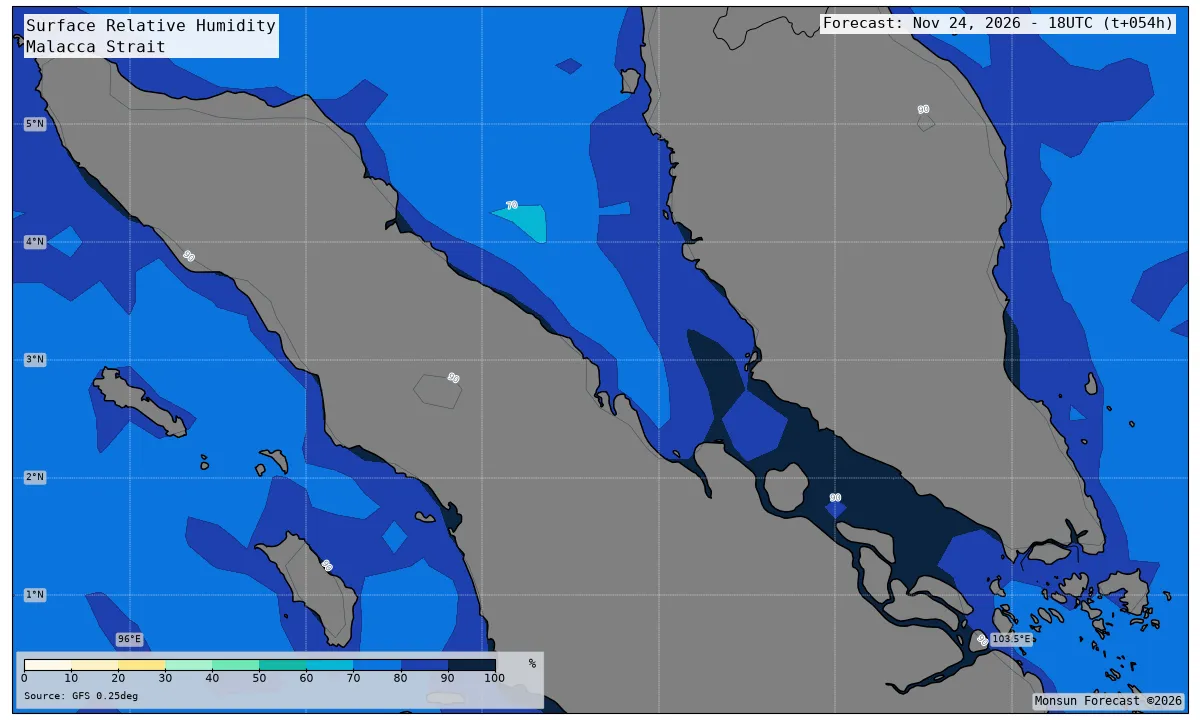 Surface Relative Humidity
Malacca Strait
Forecast: Nov 24, 2026 - 18UTC (t+054h)
90
5°N
70
4°N
90
3°N
90
2°N
90
90
1°N
96°E
90
103.5°E
%
0 10 20 30 40 50 60 70 80 90 100
Source: GFS 0.25deg
Monsun Forecast ©2026